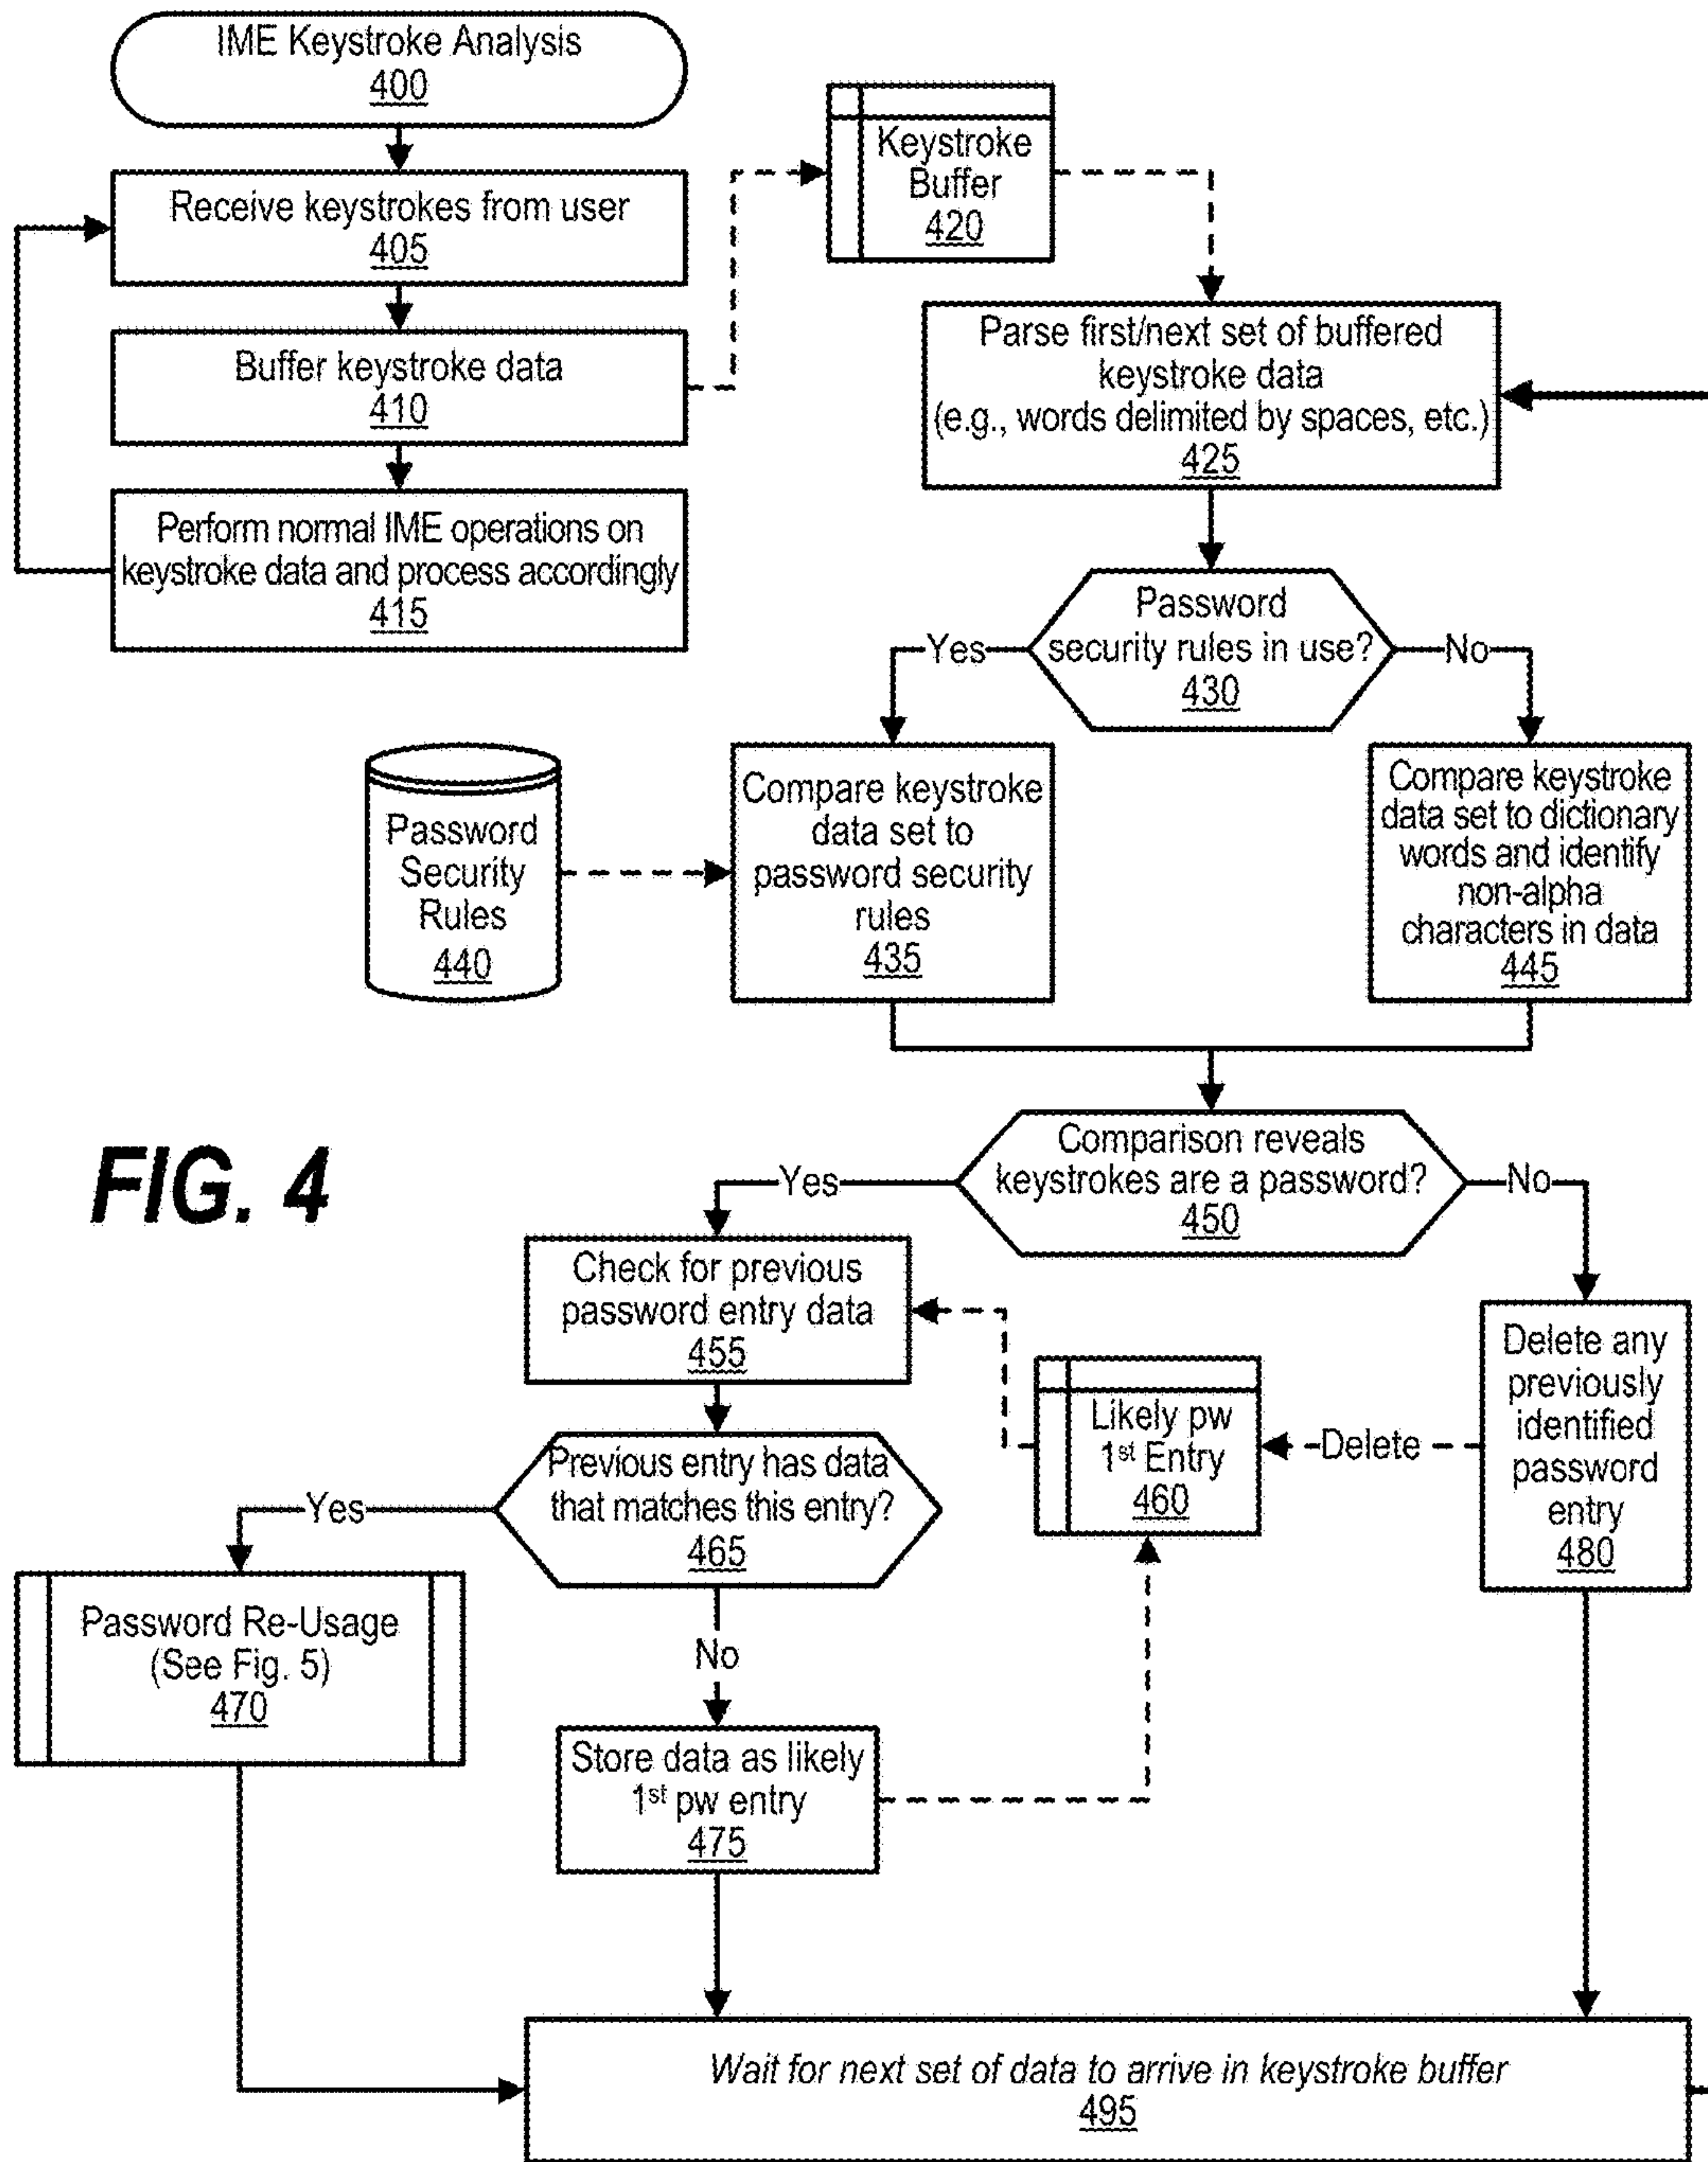 IME Keystroke Analysis
400
Receive keystrokes from user
405
Buffer keystroke data
410
Perform normal IME operations on
keystroke data and process accordingly
415
Keystroke
Buffer
420
Parse first/next set of buffered
keystroke data
(e.g., words delimited by spaces, etc.)
425
Password
security rules in use?
430
Yes
No
Password
Security
Rules
440
Compare keystroke
data set to
password security
rules
435
Compare keystroke
data set to dictionary
words and identify
non-alpha
characters in data
445
FIG. 4
Comparison reveals
keystrokes are a password?
450
Yes
No
Check for previous
password entry data
455
Likely pw
1st Entry
460
Delete
Delete any
previously
identified
password
entry
480
Previous entry has data
that matches this entry?
465
Yes
No
Password Re-Usage
(See Fig. 5)
470
Store data as likely
1st pw entry
475
Wait for next set of data to arrive in keystroke buffer
495